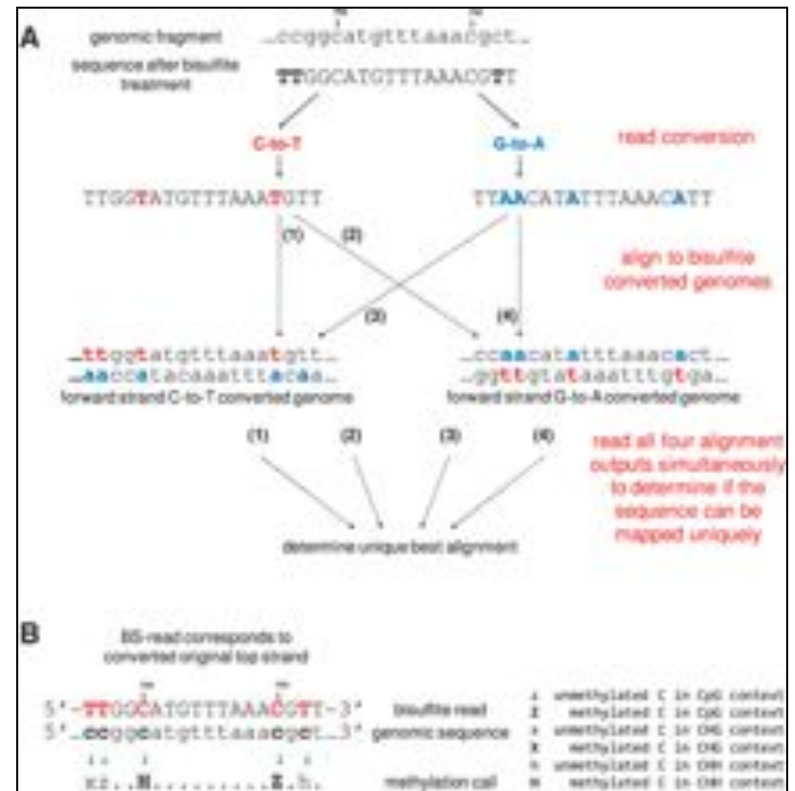 A
genomic fragment ...ccggcatgtttaaacgct...
sequence after bisulfite
treatment
TTGGCATGTTTAAACGTT
C-to-T
G-to-A
read conversion
TTGGTATGTTTAAATGTT
TTAACATATTTAAACATT
(1)
(2)
align to bisulfite
converted genomes
(3)
(4)
...ttggtatgtttaaatgtt...
...aaccatacaaatttacaa...
forward strand C-to-T converted genome
...ccaacatatttaaacact...
...ggttgtataaatttgtga...
forward strand G-to-A converted genome
(1)
(2)
(3)
(4)
read all four alignment
outputs simultaneously
to determine if the
sequence can be
mapped uniquely
determine unique best alignment
B
BS-read corresponds to
converted original top strand
5'-TTGGCATGTTTAAACGTT-3' bisulfite read
5'...ccggcatgtttaaacgct...3' genomic sequence
xz..H.........Z.h. methylation call
z unmethylated C in CpG context
Z methylated C in CpG context
x unmethylated C in CHG context
X methylated C in CHG context
h unmethylated C in CHH context
H methylated C in CHH context